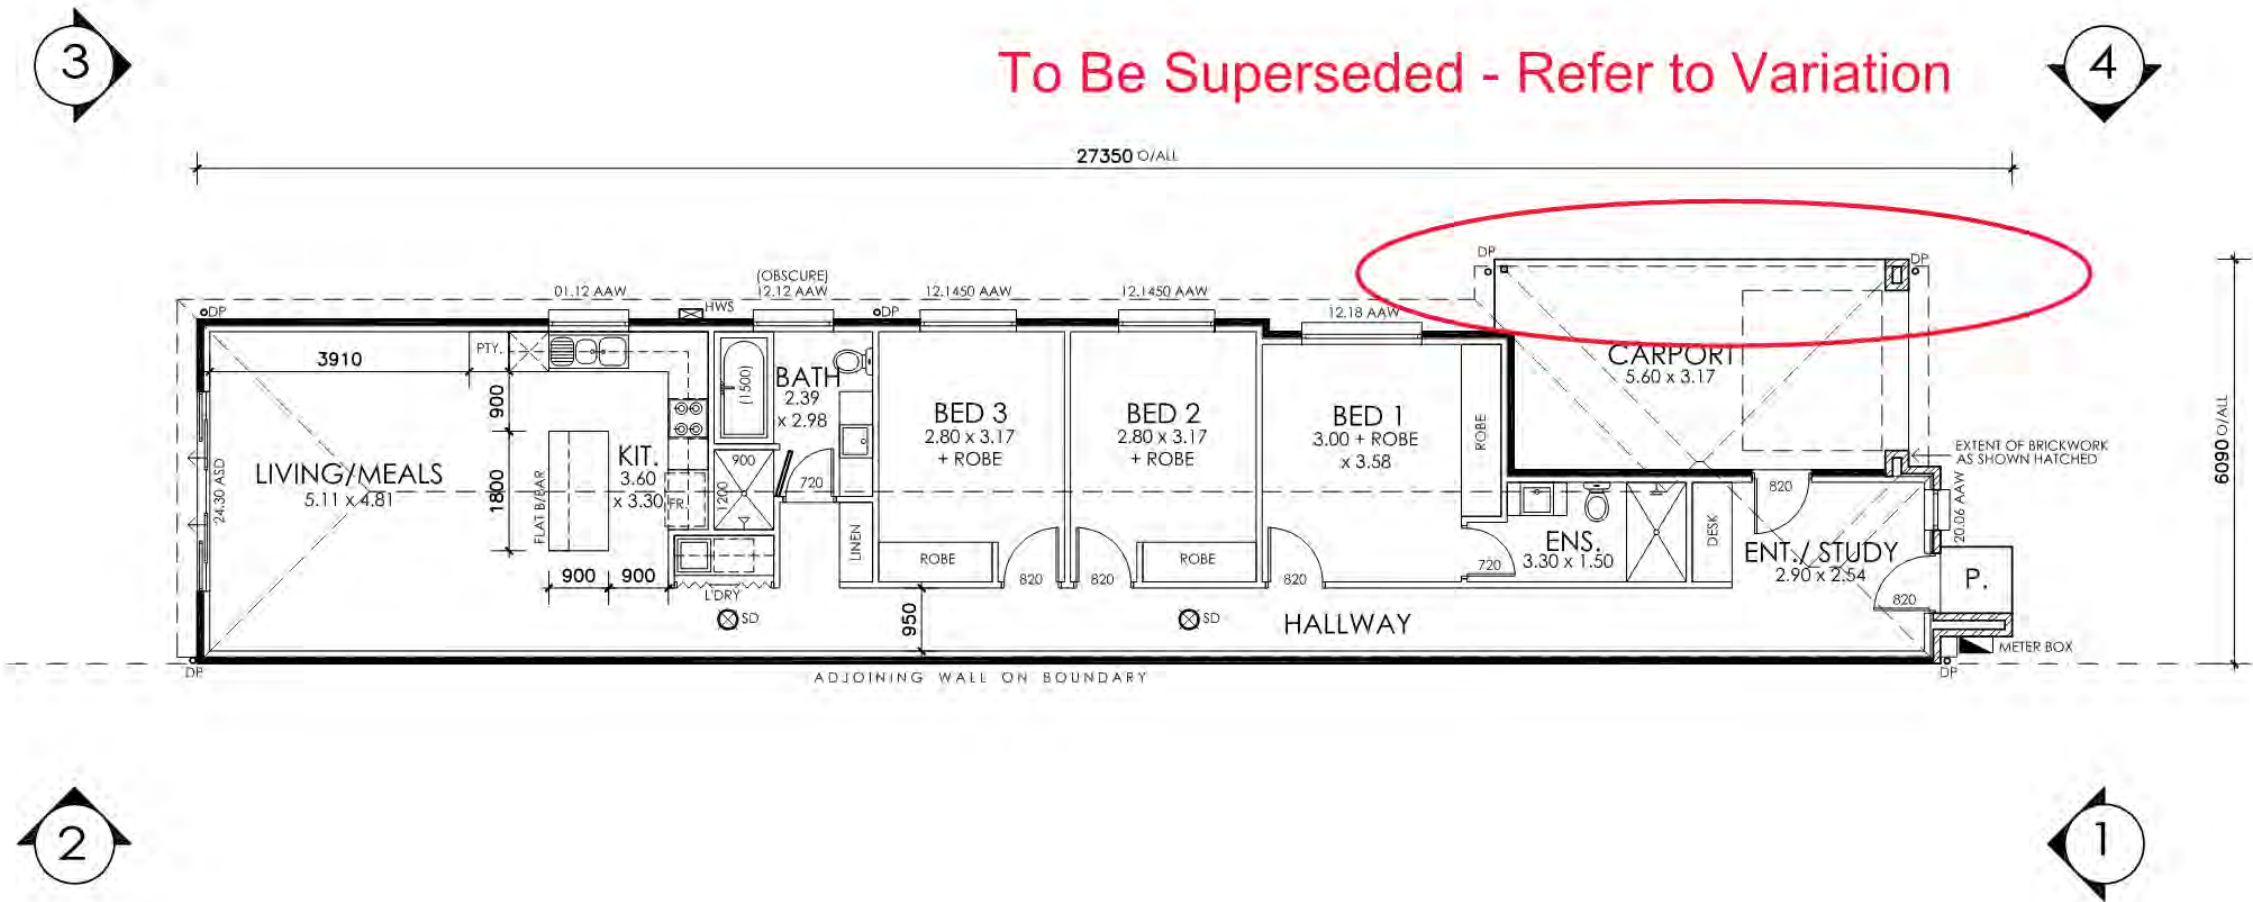 3
To Be Superseded - Refer to Variation
4
27350 O/ALL
DP
DP
(OBSCURE)
01.12 AAW
12.12 AAW
12.1450 AAW
12.1450 AAW
DP
HWS
DP
12.18 AAW
PTY.
3910
CARPORT
5.60 x 3.17
BATH
2.39
x 2.98
(1500)
900
BED 3
2.80 x 3.17
+ ROBE
BED 2
2.80 x 3.17
+ ROBE
BED 1
3.00 + ROBE
x 3.58
ROBE
6090 O/ALL
EXTENT OF BRICKWORK
AS SHOWN HATCHED
LIVING/MEALS
5.11 x 4.81
24.30 ASD
1800
FLAT B/BAR
KIT.
3.60
x 3.30
FR.
900
1200
720
820
20.06 AAW
LINEN
ROBE
820
820
ROBE
820
720
ENS.
3.30 x 1.50
DESK
ENT./ STUDY
2.90 x 2.54
P.
820
900
900
L'DRY
SD
950
SD
HALLWAY
METER BOX
DP
DP
ADJOINING WALL ON BOUNDARY
2
1